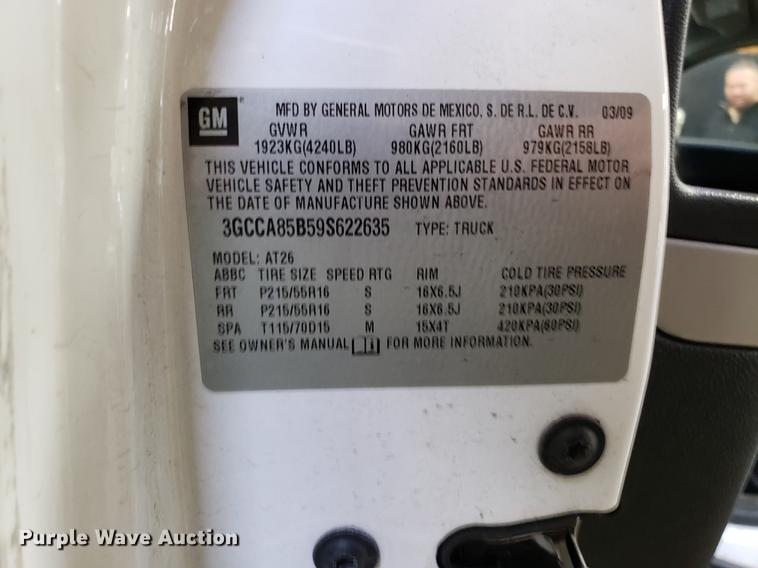 GM MFD BY GENERAL MOTORS DE MEXICO, S. DE R.L. DE C.V. 03/09
GVWR GAWR FRT GAWR RR
1923KG(4240LB) 980KG(2160LB) 979KG(2158LB)
THIS VEHICLE CONFORMS TO ALL APPLICABLE U.S. FEDERAL MOTOR
VEHICLE SAFETY AND THEFT PREVENTION STANDARDS IN EFFECT ON
THE DATE OF MANUFACTURE SHOWN ABOVE.
3GCCA85B59S622635 TYPE: TRUCK
MODEL: AT26
ABBC TIRE SIZE SPEED RTG RIM COLD TIRE PRESSURE
FRT P215/55R16 S 16X6.5J 210KPA(30PSI)
RR P215/55R16 S 16X6.5J 210KPA(30PSI)
SPA T115/70D15 M 15X4T 420KPA(60PSI)
SEE OWNER'S MANUAL FOR MORE INFORMATION.
Purple Wave Auction